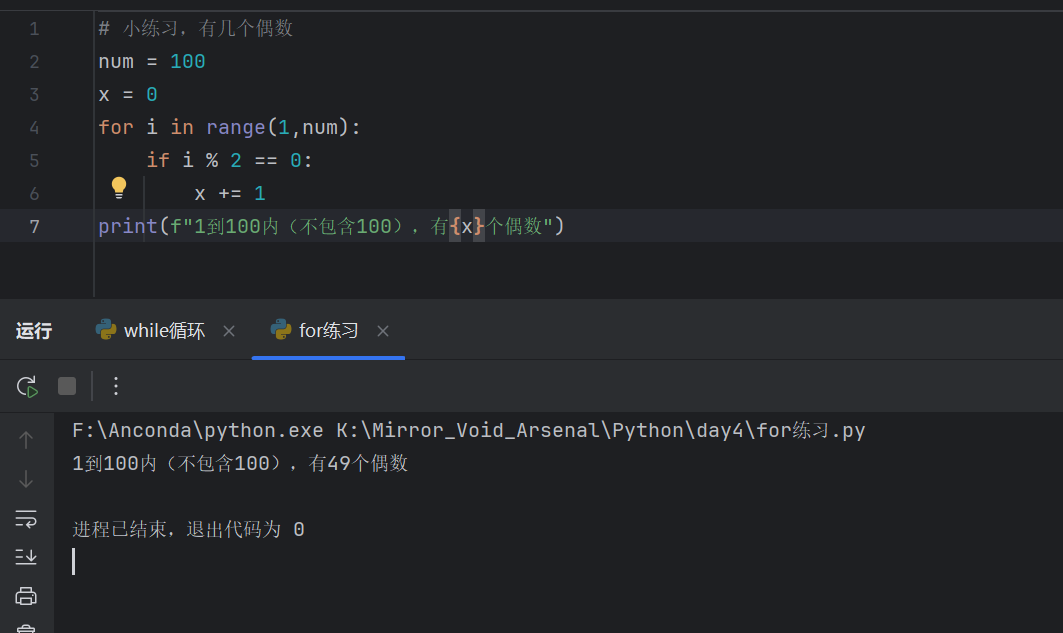 1 # 小练习，有几个偶数
2 num = 100
3 x = 0
4 for i in range(1,num):
5     if i % 2 == 0:
6         x += 1
7 print(f"1到100内（不包含100），有{x}个偶数")
运行 while循环 × for练习 ×
F:\Anconda\python.exe K:\Mirror_Void_Arsenal\Python\day4\for练习.py
1到100内（不包含100），有49个偶数
进程已结束，退出代码为 0